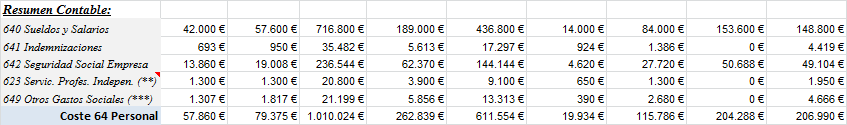 Resumen Contable:
640 Sueldos y Salarios 42.000 € 57.600 € 716.800 € 189.000 € 436.800 € 14.000 € 84.000 € 153.600 € 148.800 €
641 Indemnizaciones 693 € 950 € 35.482 € 5.613 € 17.297 € 924 € 1.386 € 0 € 4.419 €
642 Seguridad Social Empresa 13.860 € 19.008 € 236.544 € 62.370 € 144.144 € 4.620 € 27.720 € 50.688 € 49.104 €
623 Servic. Profes. Indepen. (**) 1.300 € 1.300 € 20.800 € 3.900 € 9.100 € 650 € 1.300 € 0 € 1.950 €
649 Otros Gastos Sociales (***) 1.307 € 1.817 € 21.199 € 5.856 € 13.313 € 390 € 2.680 € 0 € 4.666 €
Coste 64 Personal 57.860 € 79.375 € 1.010.024 € 262.839 € 611.554 € 19.934 € 115.786 € 204.288 € 206.990 €